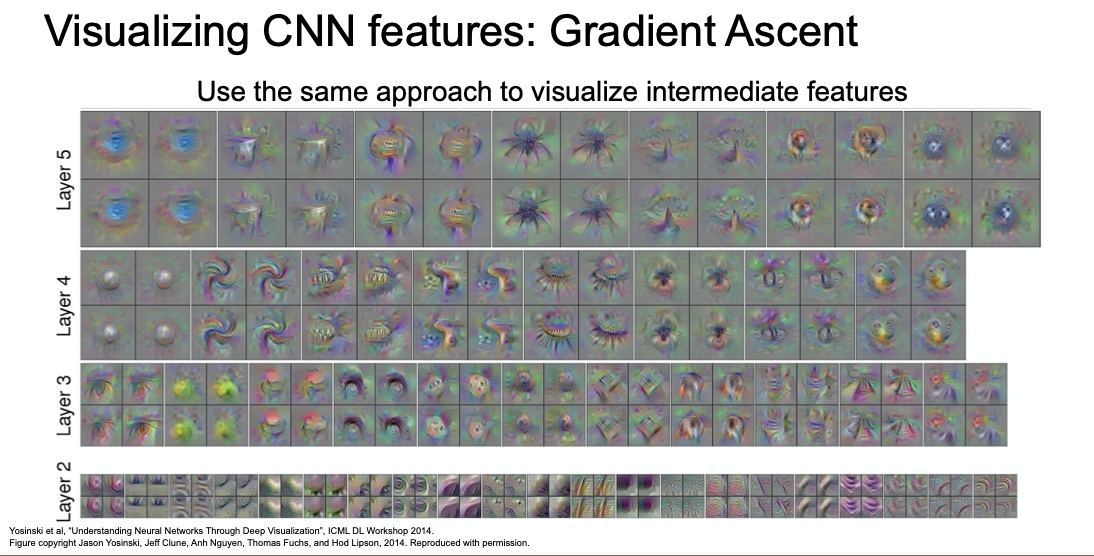 Visualizing CNN features: Gradient Ascent
Use the same approach to visualize intermediate features
Layer 5
Layer 4
Layer 3
Layer 2
Yosinski et al, “Understanding Neural Networks Through Deep Visualization”, ICML DL Workshop 2014.
Figure copyright Jason Yosinski, Jeff Clune, Anh Nguyen, Thomas Fuchs, and Hod Lipson, 2014. Reproduced with permission.